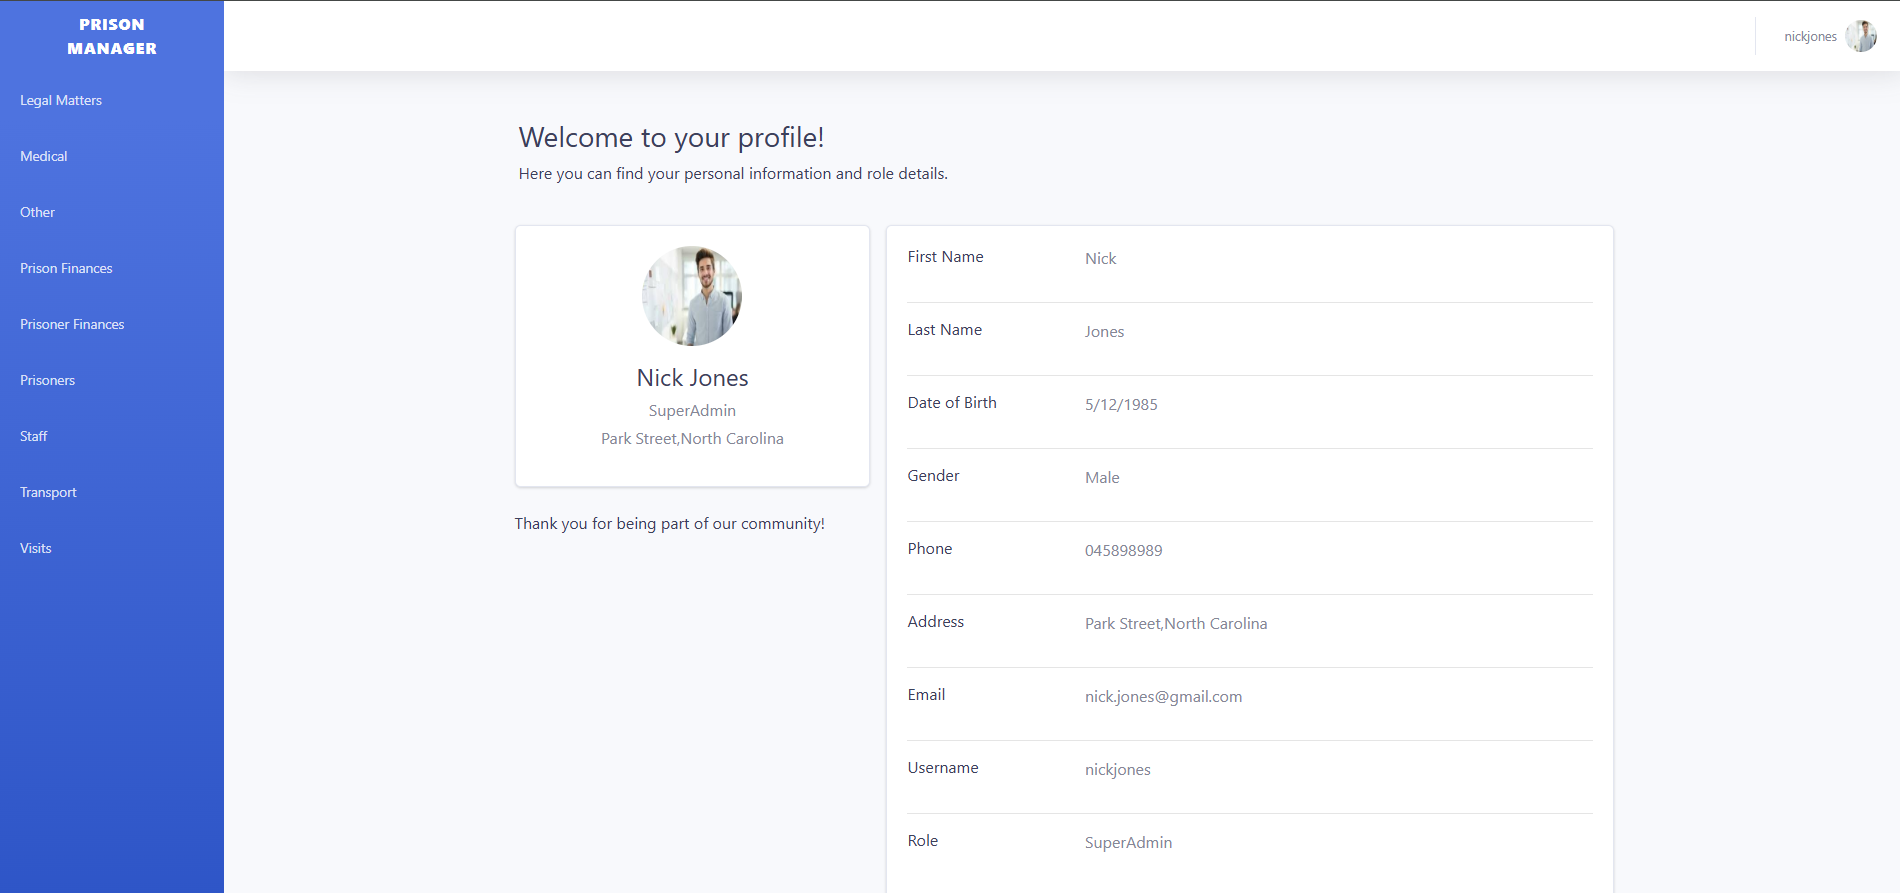 PRISON
MANAGER
Legal Matters
Medical
Other
Prison Finances
Prisoner Finances
Prisoners
Staff
Transport
Visits
nickjones
Welcome to your profile!
Here you can find your personal information and role details.
Nick Jones
SuperAdmin
Park Street,North Carolina
Thank you for being part of our community!
First Name Nick
Last Name Jones
Date of Birth 5/12/1985
Gender Male
Phone 045898989
Address Park Street,North Carolina
Email nick.jones@gmail.com
Username nickjones
Role SuperAdmin